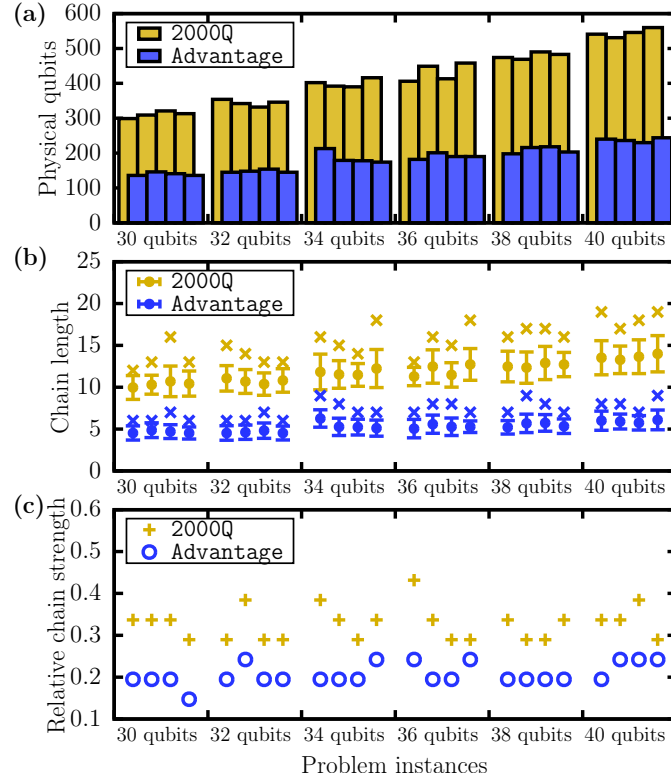 (a)
Physical qubits
600
500
400
300
200
100
0
2000Q
Advantage
30 qubits 32 qubits 34 qubits 36 qubits 38 qubits 40 qubits
(b)
Chain length
25
20
15
10
5
0
2000Q
Advantage
30 qubits 32 qubits 34 qubits 36 qubits 38 qubits 40 qubits
(c)
Relative chain strength
0.6
0.5
0.4
0.3
0.2
0.1
2000Q
Advantage
30 qubits 32 qubits 34 qubits 36 qubits 38 qubits 40 qubits
Problem instances